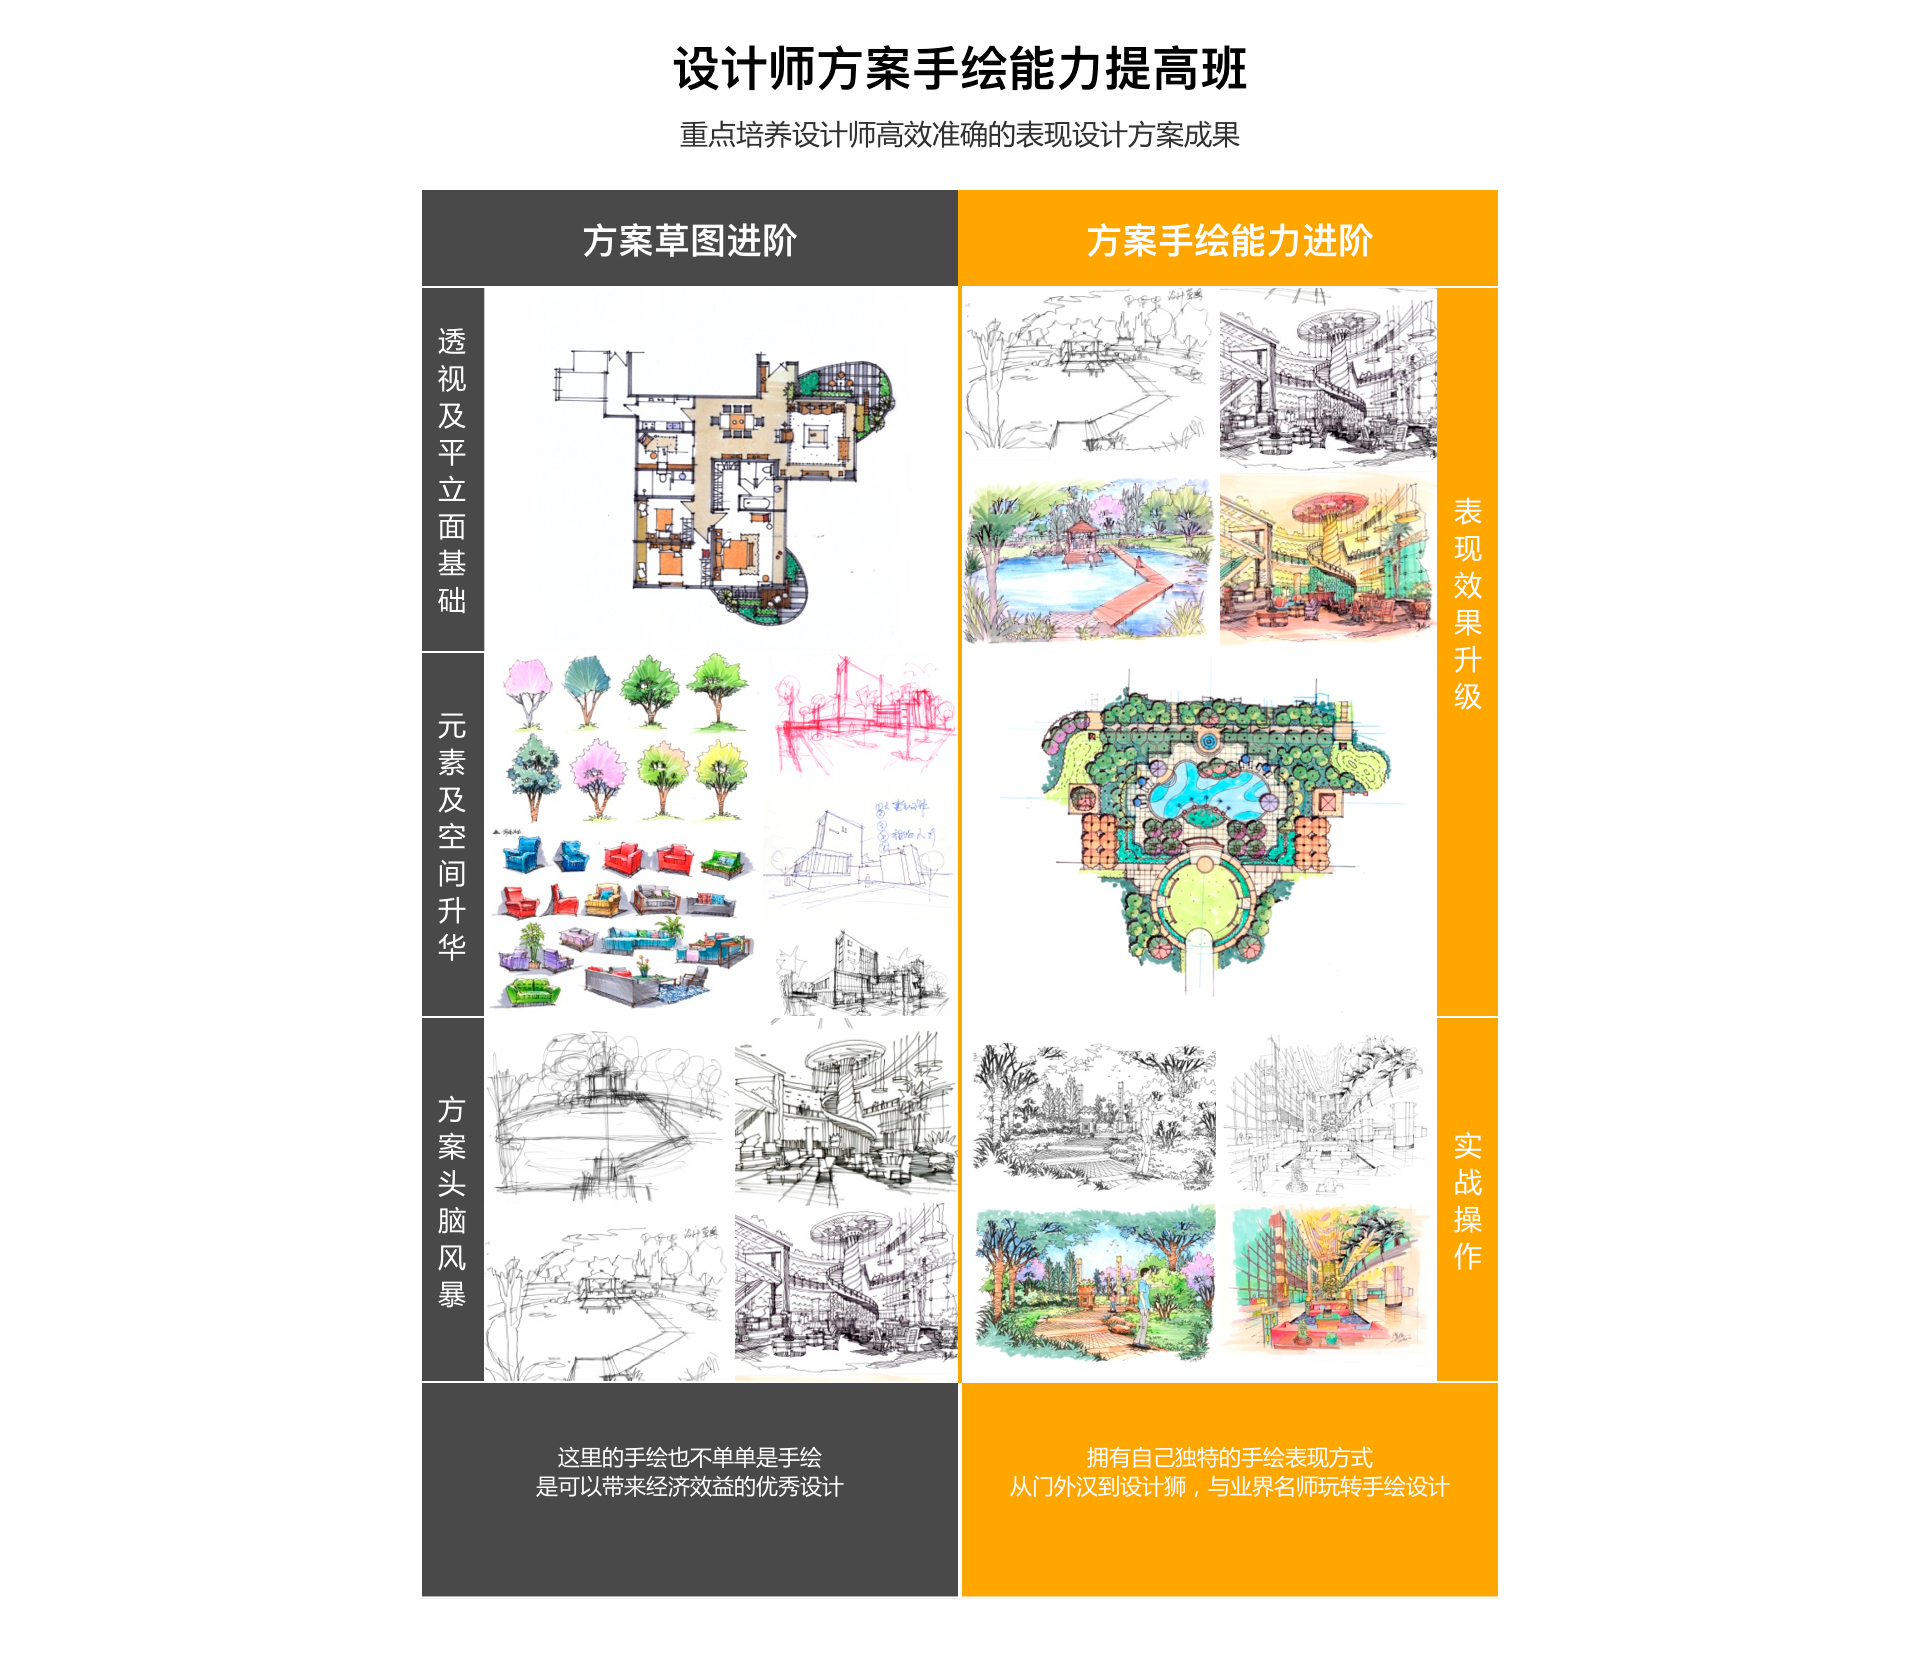 设计师方案手绘能力提高班
重点培养设计师高效准确的表现设计方案成果
方案草图进阶
方案手绘能力进阶
透视及平立面基础
元素及空间升华
方案头脑风暴
表现效果升级
实战操作
这里的手绘也不单单是手绘
是可以带来经济效益的优秀设计
拥有自己独特的手绘表现方式
从门外汉到设计狮，与业界名师玩转手绘设计